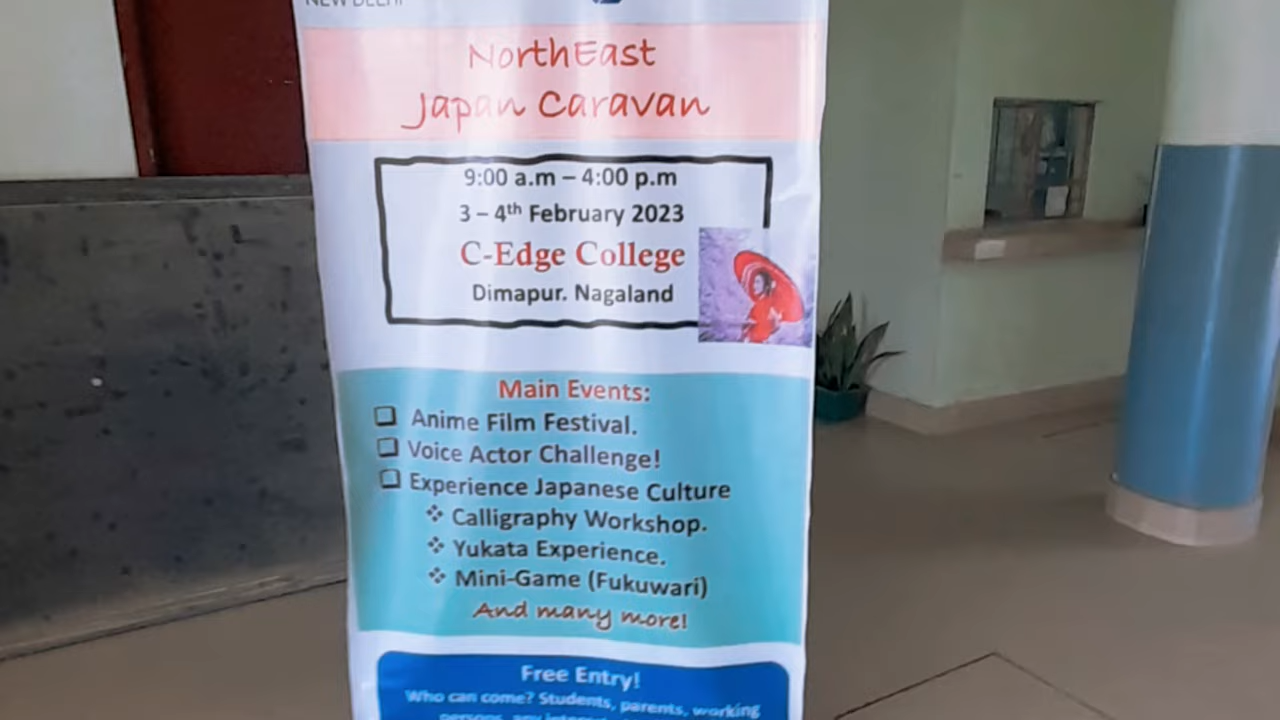 NEW DELHI
NorthEast
Japan Caravan
9:00 a.m – 4:00 p.m
3 – 4th February 2023
C-Edge College
Dimapur. Nagaland
Main Events:
❑ Anime Film Festival.
❑ Voice Actor Challenge!
❑ Experience Japanese Culture
❖ Calligraphy Workshop.
❖ Yukata Experience.
❖ Mini-Game (Fukuwari)
And many more!
Free Entry!
Who can come? Students, parents, working